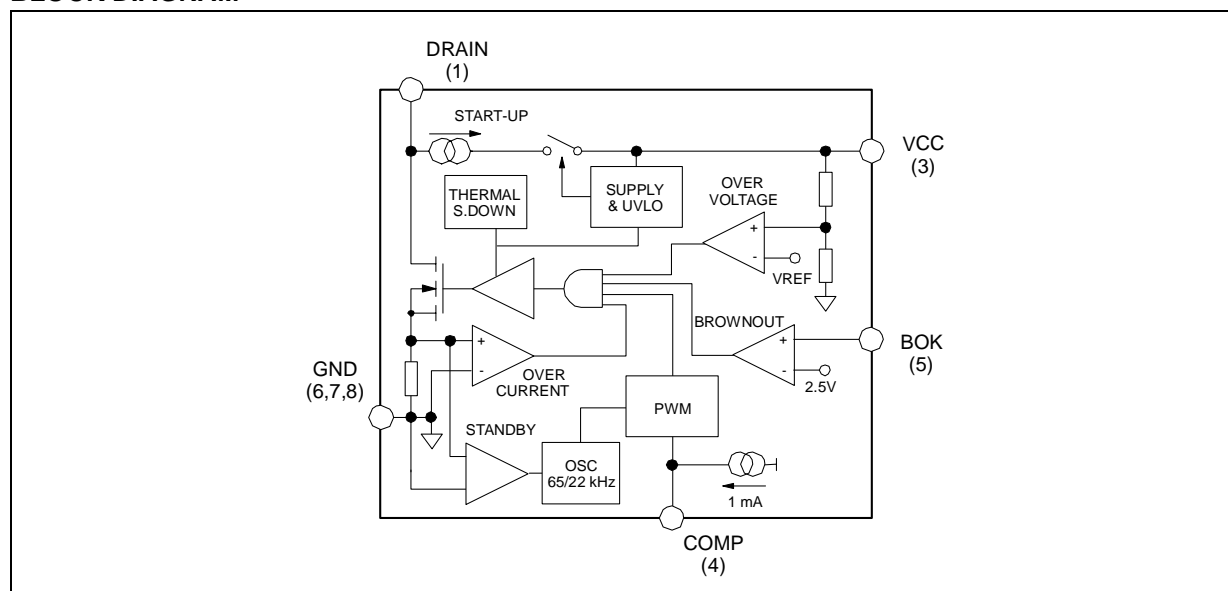 DRAIN
(1)
START-UP
VCC
(3)
THERMAL
S.DOWN
SUPPLY
& UVLO
OVER
VOLTAGE
+
-
VREF
BROWNOUT
+
-
2.5V
BOK
(5)
GND
(6,7,8)
+
-
OVER
CURRENT
PWM
STANDBY
OSC
65/22 kHz
1 mA
COMP
(4)